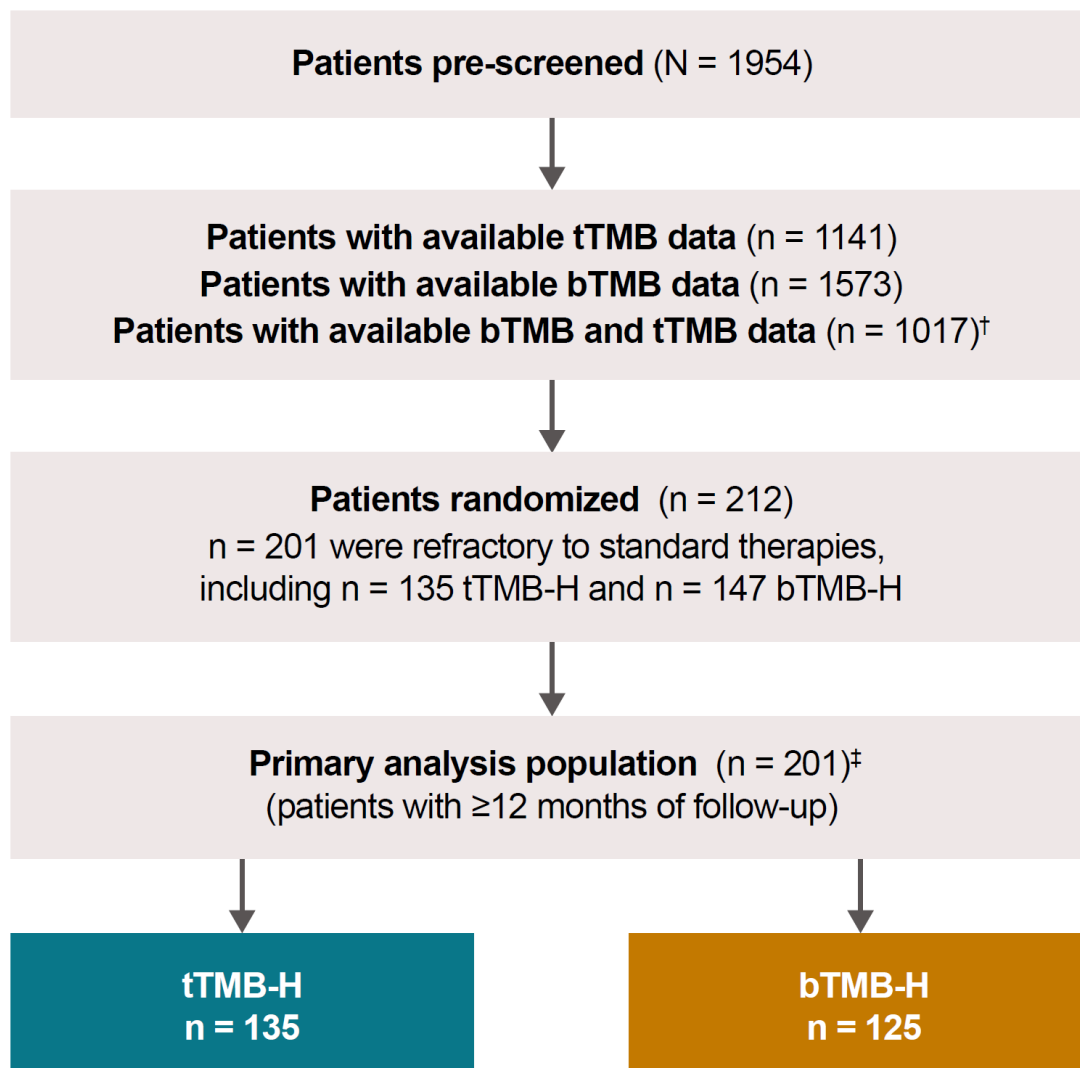 Patients pre-screened (N = 1954)
Patients with available tTMB data (n = 1141)
Patients with available bTMB data (n = 1573)
Patients with available bTMB and tTMB data (n = 1017)†
Patients randomized (n = 212)
n = 201 were refractory to standard therapies,
including n = 135 tTMB-H and n = 147 bTMB-H
Primary analysis population (n = 201)‡
(patients with ≥12 months of follow-up)
tTMB-H
n = 135
bTMB-H
n = 125